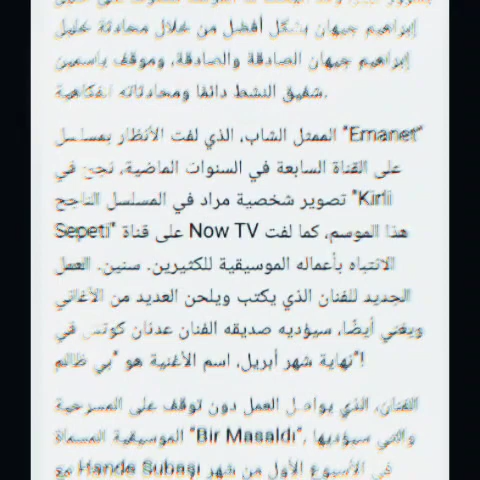 إبراهيم جيهان بشكل أفضل من خلال محادثة خليل
إبراهيم جيهان الصادقة والصادقة، وموقف ياسمين
شفيق النشط دائمًا ومحادثاته الفكاهية.
الممثل الشاب، الذي لفت الأنظار بمسلسل "Emanet"
على القناة السابعة في السنوات الماضية، نجح في
تصوير شخصية مراد في المسلسل الناجح "Kirli
Sepeti" على قناة Now TV هذا الموسم، كما لفت
الانتباه بأعماله الموسيقية للكثيرين. سنين. العمل
الجديد للفنان الذي يكتب ويلحن العديد من الأغاني
ويغني أيضًا، سيؤديه صديقه الفنان عدنان كوتش في
نهاية شهر أبريل، اسم الأغنية هو "بي ظالم"!
الفنان، الذي يواصل العمل دون توقف على المسرحية
الموسيقية المسماة "Bir Masaldı"، والتي سيؤديها
مع Hande Subaşı في الأسبوع الأول من شهر